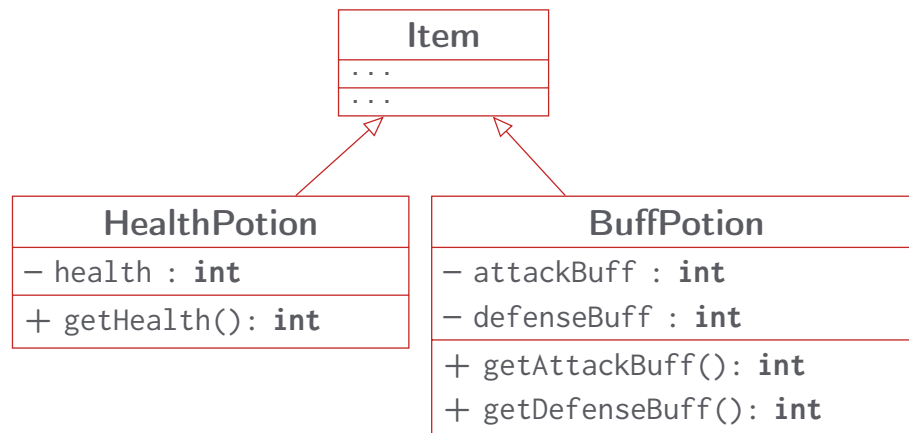 Item
...
...
HealthPotion
– health : int
+ getHealth(): int
BuffPotion
– attackBuff : int
– defenseBuff : int
+ getAttackBuff(): int
+ getDefenseBuff(): int